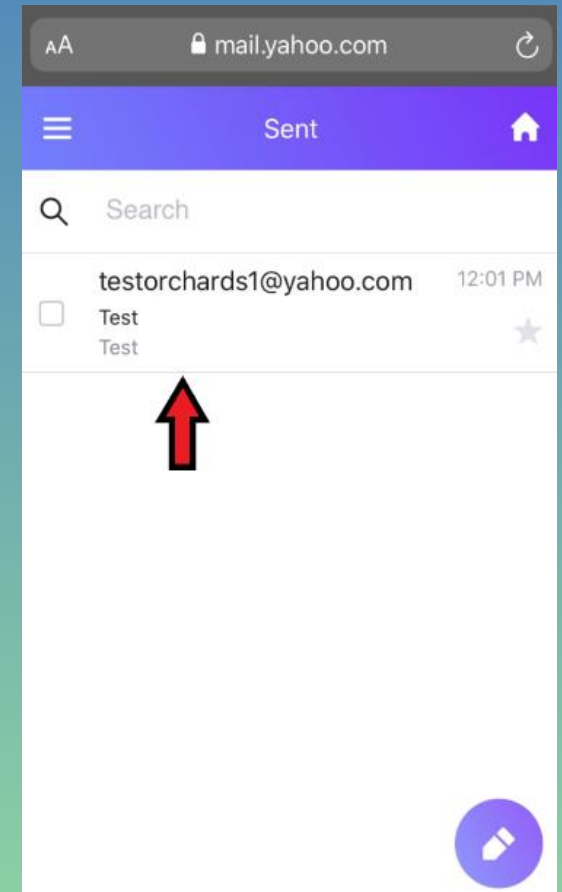 AA mail.yahoo.com
Sent
Search
testorchards1@yahoo.com 12:01 PM
Test
Test